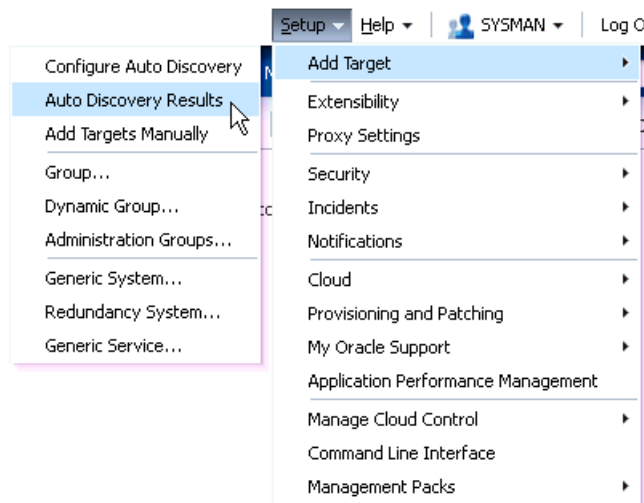 Setup Help SYSMAN Log O
Configure Auto Discovery
Auto Discovery Results
Add Targets Manually
Group...
Dynamic Group...
Administration Groups...
Generic System...
Redundancy System...
Generic Service...
Add Target
Extensibility
Proxy Settings
Security
Incidents
Notifications
Cloud
Provisioning and Patching
My Oracle Support
Application Performance Management
Manage Cloud Control
Command Line Interface
Management Packs